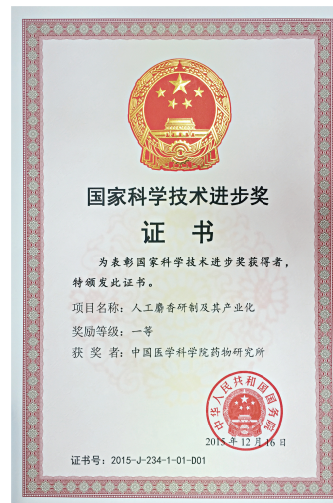 国家科学技术进步奖
证 书
为表彰国家科学技术进步奖获得者，
特颁发此证书。
项目名称：人工麝香研制及其产业化
奖励等级：一等
获 奖 者：中国医学科学院药物研究所
中华人民共和国国务院
2015年12月16日
证书号：2015-J-234-1-01-D01